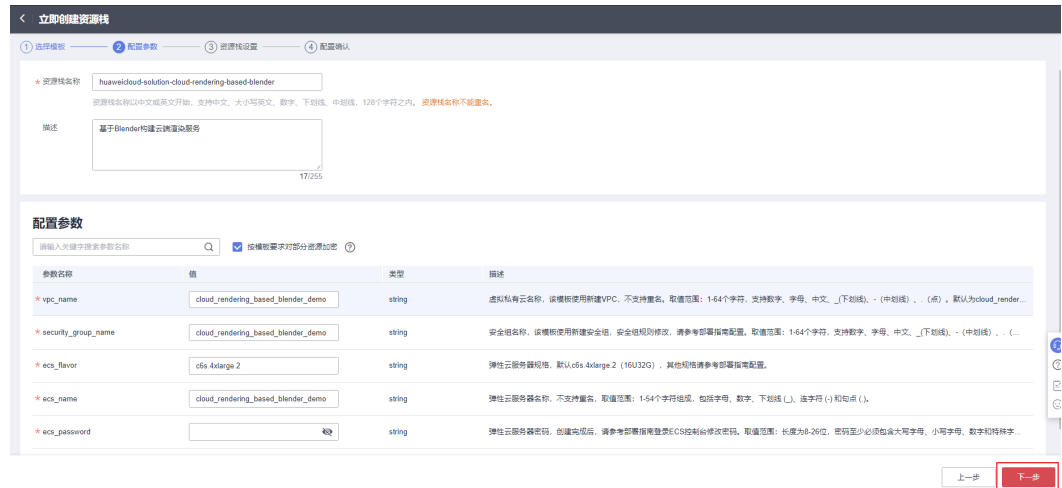 立即创建资源栈
1 选择模板 2 配置参数 3 资源栈设置 4 配置确认
* 资源栈名称 huaweicloud-solution-cloud-rendering-based-blender
资源栈名称以中文或英文开始，支持中文、大小写英文、数字、下划线、中划线，128个字符之内。 资源栈名称不能重名。
描述 基于Blender构建云端渲染服务
17/255
配置参数
请输入关键字搜索参数名称 按模板要求对部分资源加密
参数名称 值 类型 描述
* vpc_name cloud_rendering_based_blender_demo string 虚拟私有云名称，该模板使用新建VPC，不支持重名。取值范围：1-64个字符，支持数字、字母、中文、_(下划线)、-（中划线）、.（点）。默认为cloud_render...
* security_group_name cloud_rendering_based_blender_demo string 安全组名称，该模板使用新建安全组，安全组规则修改，请参考部署指南配置。取值范围：1-64个字符，支持数字、字母、中文、_(下划线)、-（中划线）、.（...
* ecs_flavor c6s.4xlarge.2 string 弹性云服务器规格，默认c6s.4xlarge.2（16U32G），其他规格请参考部署指南配置。
* ecs_name cloud_rendering_based_blender_demo string 弹性云服务器名称，不支持重名。取值范围：1-54个字符组成，包括字母、数字、下划线 (_)、连字符 (-) 和句点 (.)。
* ecs_password string 弹性云服务器密码，创建完成后，请参考部署指南登录ECS控制台修改密码。取值范围：长度为8-26位，密码至少必须包含大写字母、小写字母、数字和特殊字...
上一步 下一步